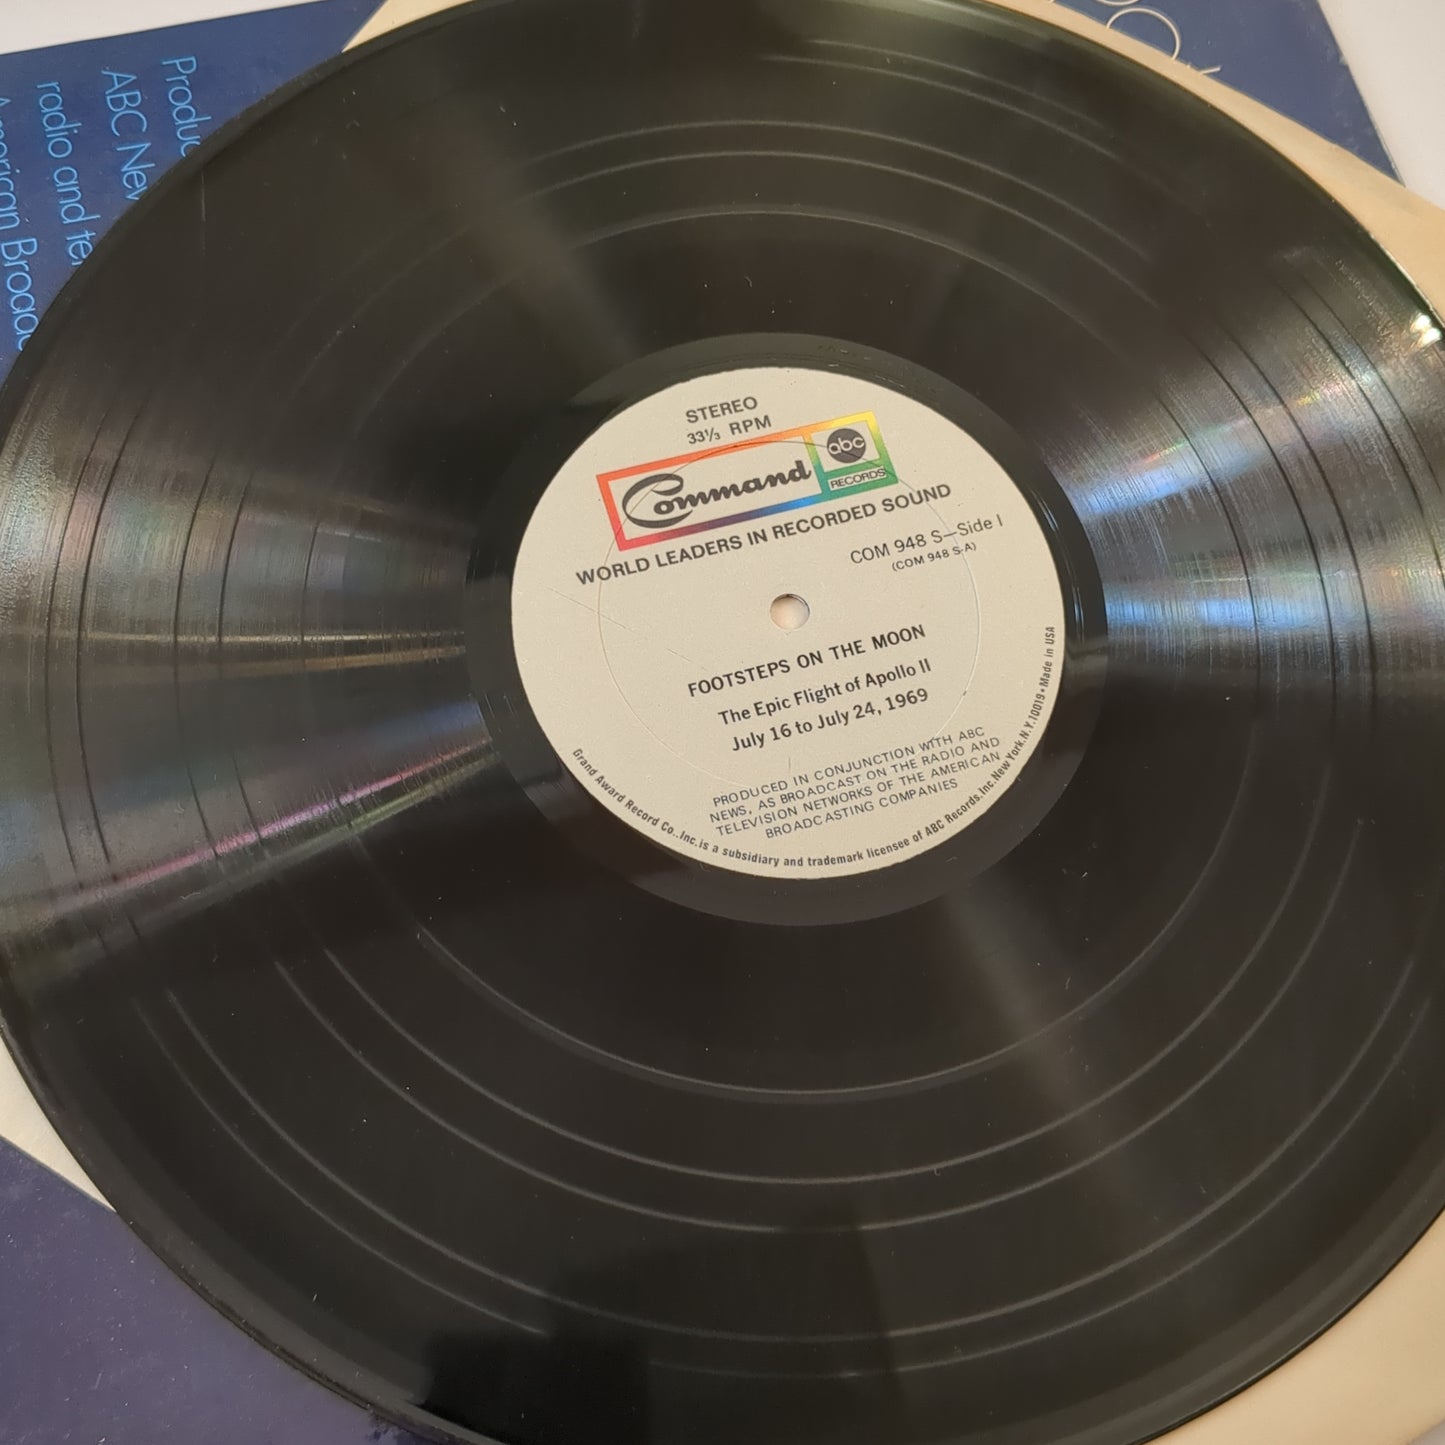 Produ
ABC Nev
radio and te
American Broad
STEREO
33⅓ RPM
Command
abc
RECORDS
WORLD LEADERS IN RECORDED SOUND
COM 948 S—Side I
(COM 948 S-A)
FOOTSTEPS ON THE MOON
The Epic Flight of Apollo II
July 16 to July 24, 1969
PRODUCED IN CONJUNCTION WITH ABC
NEWS, AS BROADCAST ON THE RADIO AND
TELEVISION NETWORKS OF THE AMERICAN
BROADCASTING COMPANIES
Grand Award Record Co., Inc. is a subsidiary and trademark licensee of ABC Records, Inc. New York, N.Y. 10019 • Made in USA